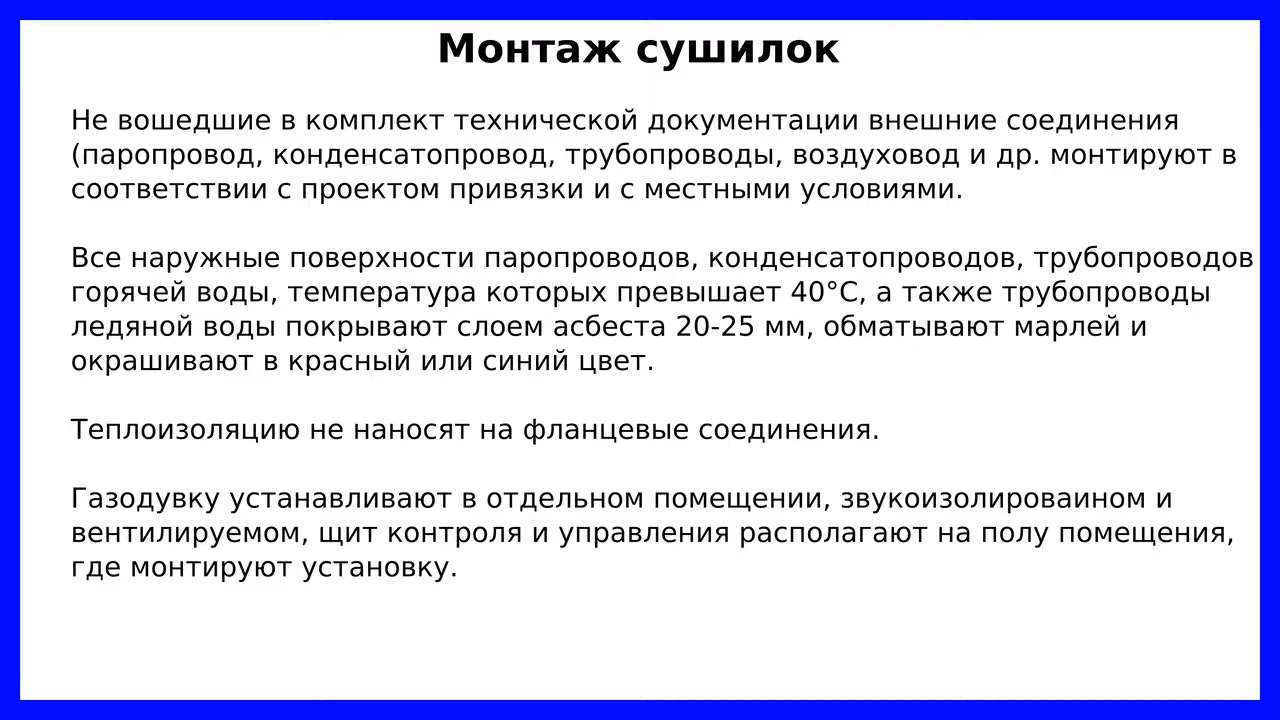 Монтаж сушилок
Не вошедшие в комплект технической документации внешние соединения
(паропровод, конденсатопровод, трубопроводы, воздуховод и др. монтируют в
соответствии с проектом привязки и с местными условиями.
Все наружные поверхности паропроводов, конденсатопроводов, трубопроводов
горячей воды, температура которых превышает 40°С, а также трубопроводы
ледяной воды покрывают слоем асбеста 20-25 мм, обматывают марлей и
окрашивают в красный или синий цвет.
Теплоизоляцию не наносят на фланцевые соединения.
Газодувку устанавливают в отдельном помещении, звукоизолироваином и
вентилируемом, щит контроля и управления располагают на полу помещения,
где монтируют установку.